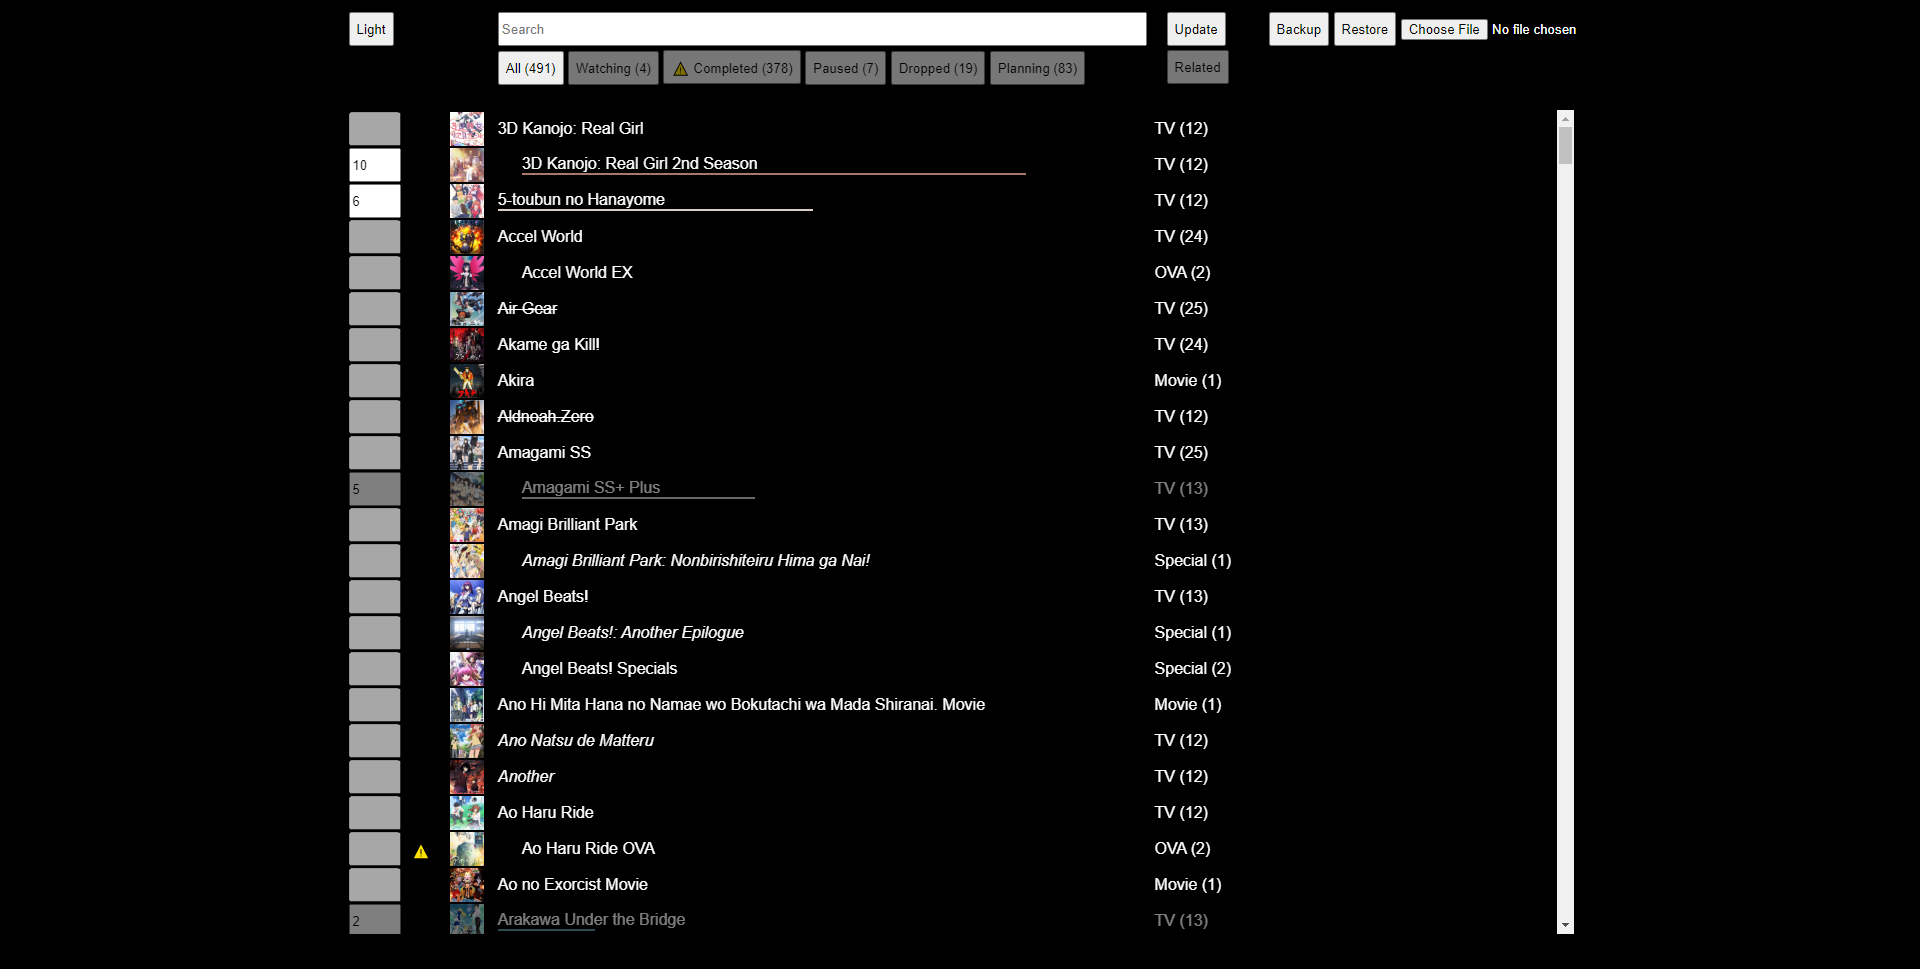 Light Search Update Backup Restore Choose File No file chosen
All (491) Watching (4) Completed (378) Paused (7) Dropped (19) Planning (83) Related
3D Kanojo: Real Girl TV (12)
10 3D Kanojo: Real Girl 2nd Season TV (12)
6 5-toubun no Hanayome TV (12)
Accel World TV (24)
Accel World EX OVA (2)
Air Gear TV (25)
Akame ga Kill! TV (24)
Akira Movie (1)
Aldnoah.Zero TV (12)
Amagami SS TV (25)
5 Amagami SS+ Plus TV (13)
Amagi Brilliant Park TV (13)
Amagi Brilliant Park: Nonbirishiteiru Hima ga Nai! Special (1)
Angel Beats! TV (13)
Angel Beats!: Another Epilogue Special (1)
Angel Beats! Specials Special (2)
Ano Hi Mita Hana no Namae wo Bokutachi wa Mada Shiranai. Movie Movie (1)
Ano Natsu de Matteru TV (12)
Another TV (12)
Ao Haru Ride TV (12)
Ao Haru Ride OVA OVA (2)
Ao no Exorcist Movie Movie (1)
2 Arakawa Under the Bridge TV (13)